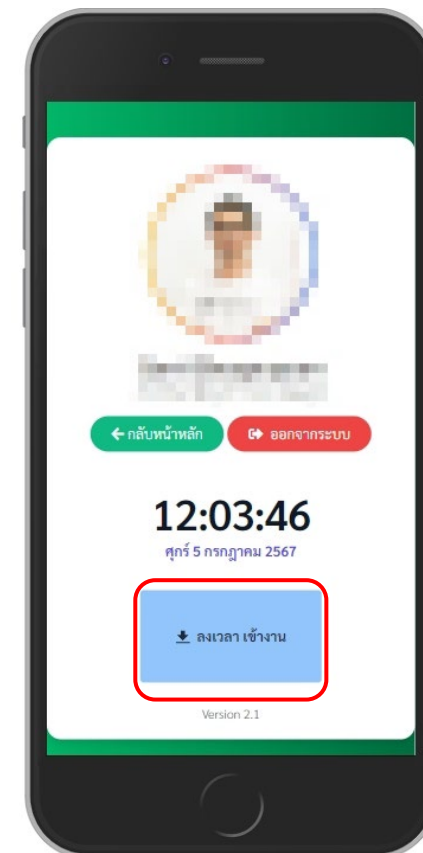 กลับหน้าหลัก
ออกจากระบบ
12:03:46
ศุกร์ 5 กรกฎาคม 2567
ลงเวลา เข้างาน
Version 2.1